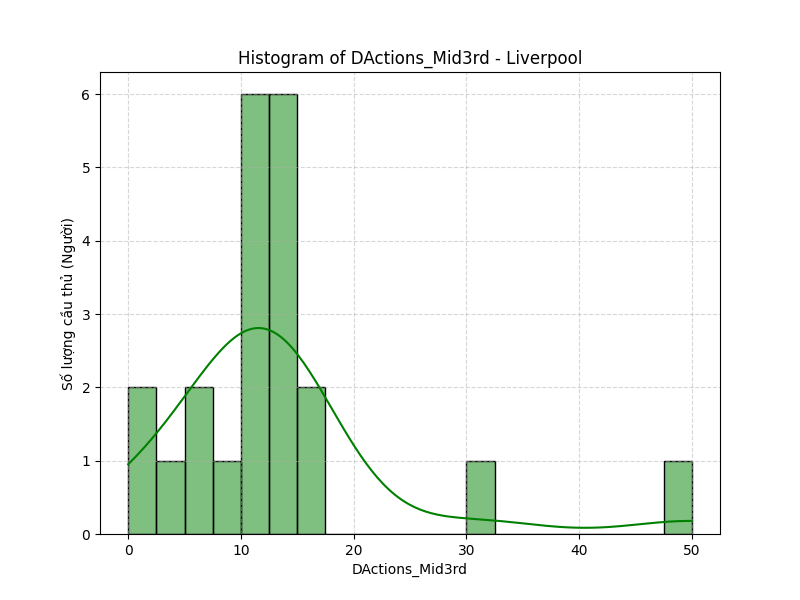 Histogram of DActions_Mid3rd - Liverpool
Số lượng cầu thủ (Người)
6
5
4
3
2
1
0
0 10 20 30 40 50
DActions_Mid3rd